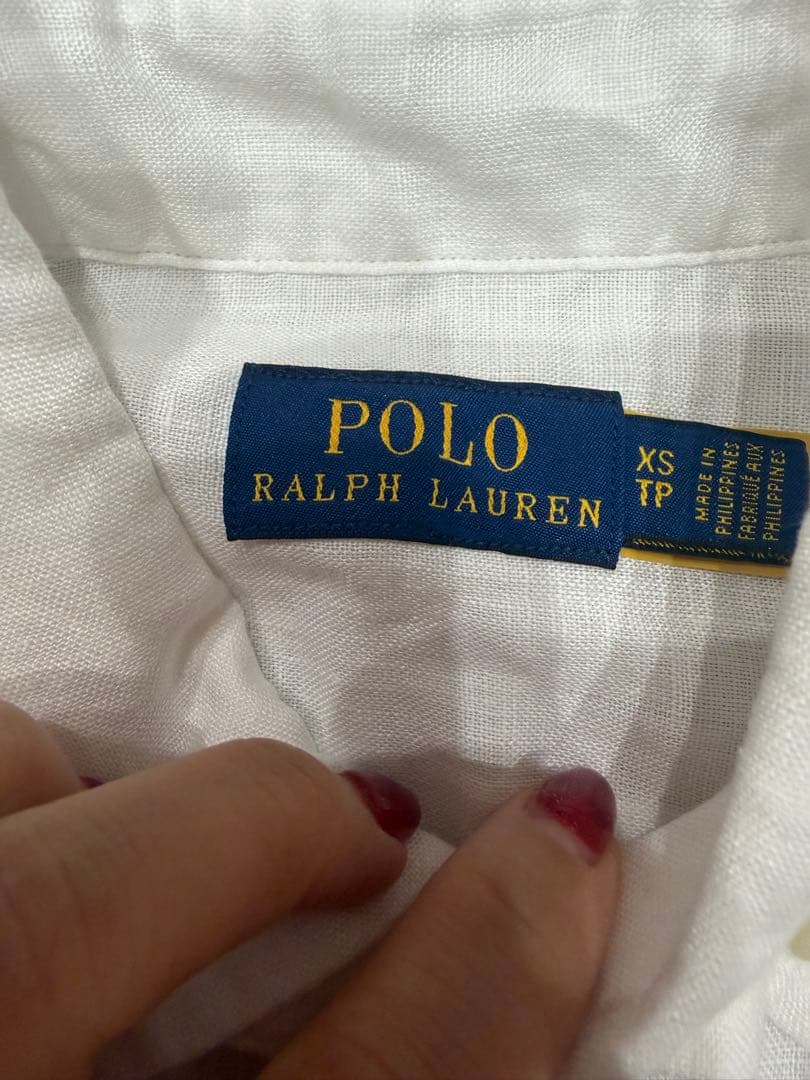 POLO
RALPH LAUREN
XS
TP
MADE IN
PHILIPPINES
FABRIQUÉ AUX
PHILIPPINES